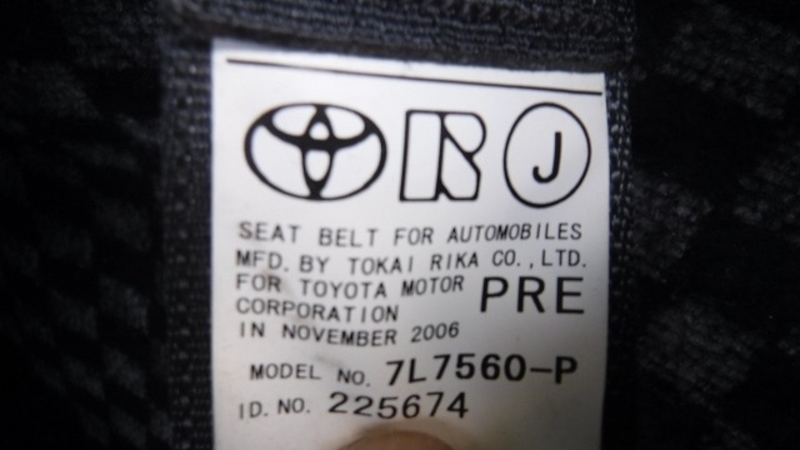 R J
SEAT BELT FOR AUTOMOBILES
MFD. BY TOKAI RIKA CO., LTD.
FOR TOYOTA MOTOR
CORPORATION PRE
IN NOVEMBER 2006
MODEL NO. 7L7560-P
ID. NO. 225674